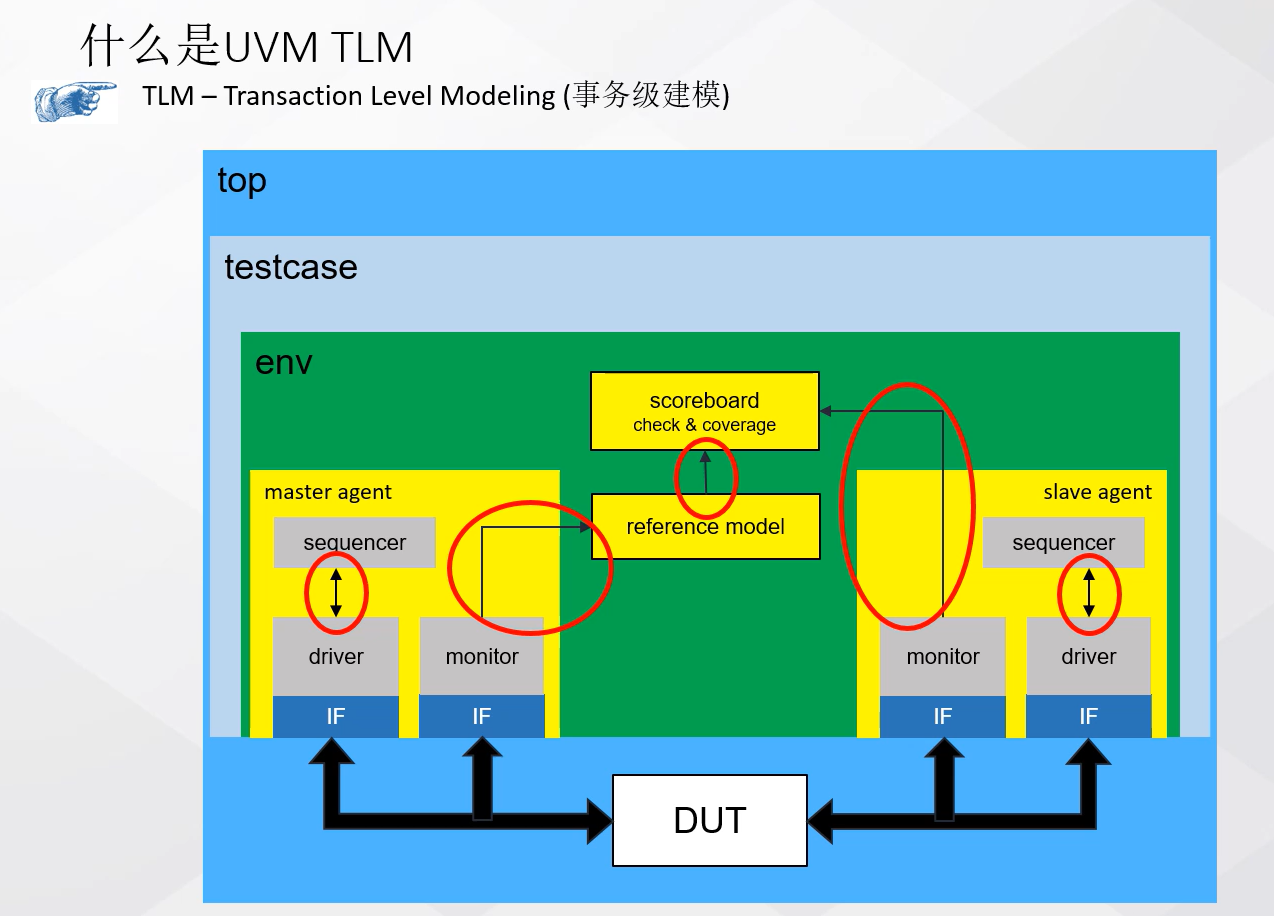 什么是UVM TLM
TLM – Transaction Level Modeling (事务级建模)
top
testcase
env
scoreboard
check & coverage
master agent
slave agent
sequencer
reference model
sequencer
driver
monitor
monitor
driver
IF
IF
IF
IF
DUT